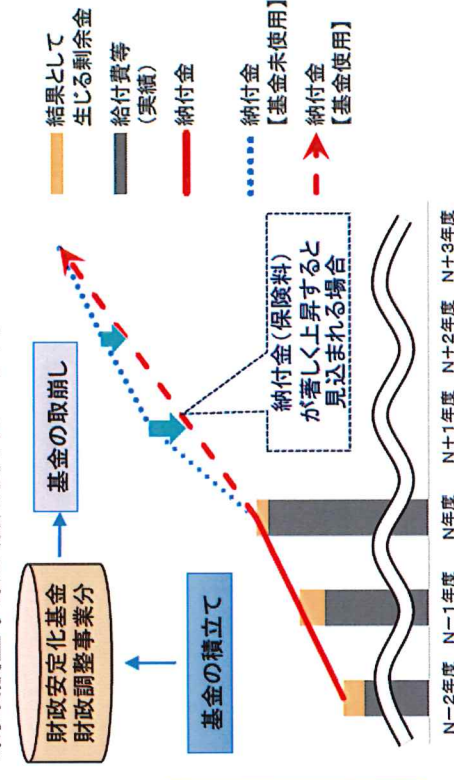 財政安定化基金
財政調整事業分
基金の取崩し
基金の積立て
納付金(保険料)
が著しく上昇すると
見込まれる場合
結果として
生じる剰余金
給付費等
(実績)
納付金
納付金
【基金未使用】
納付金
【基金使用】
N-2年度 N-1年度 N年度 N+1年度 N+2年度 N+3年度